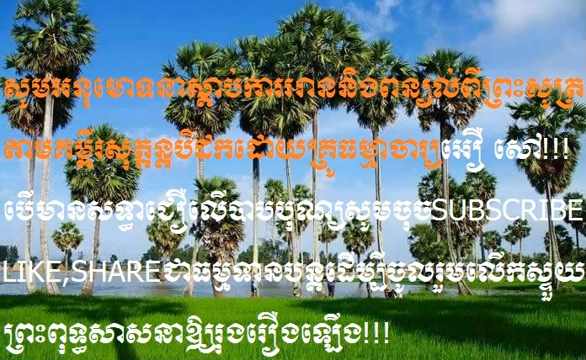 សូមអនុមោទនាស្តាប់ការអាននិងពន្យល់ពីព្រះសូត្រ
តាមគម្ពីរសុត្តន្តបិដកដោយគ្រូធម្មាចារ្យអឿ សៅ!!!
បើមានសទ្ធាជឿលើបាបបុណ្យសូមចុចSUBSCRIBE
LIKE,SHAREជាធម្មទានបន្តដើម្បីចូលរួមលើកស្ទួយ
ព្រះពុទ្ធសាសនាឱ្យរុងរឿងឡើង!!!